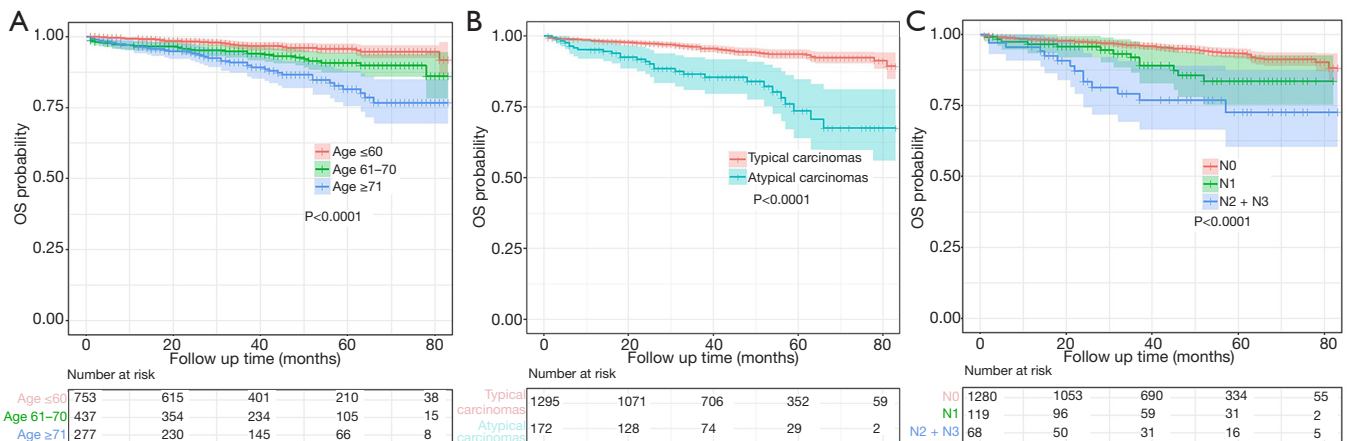 A
1.00
0.75
0.50
0.25
0.00
OS probability
Age ≤60
Age 61–70
Age ≥71
P<0.0001
0 20 40 60 80
Follow up time (months)
Number at risk
Age ≤60 753 615 401 210 38
Age 61–70 437 354 234 105 15
Age ≥71 277 230 145 66 8
B
1.00
0.75
0.50
0.25
0.00
OS probability
Typical carcinomas
Atypical carcinomas
P<0.0001
0 20 40 60 80
Follow up time (months)
Number at risk
Typical
carcinomas
1295 1071 706 352 59
Atypical
carcinomas
172 128 74 29 2
C
1.00
0.75
0.50
0.25
0.00
OS probability
N0
N1
N2 + N3
P<0.0001
0 20 40 60 80
Follow up time (months)
Number at risk
N0 1280 1053 690 334 55
N1 119 96 59 31 2
N2 + N3 68 50 31 16 5